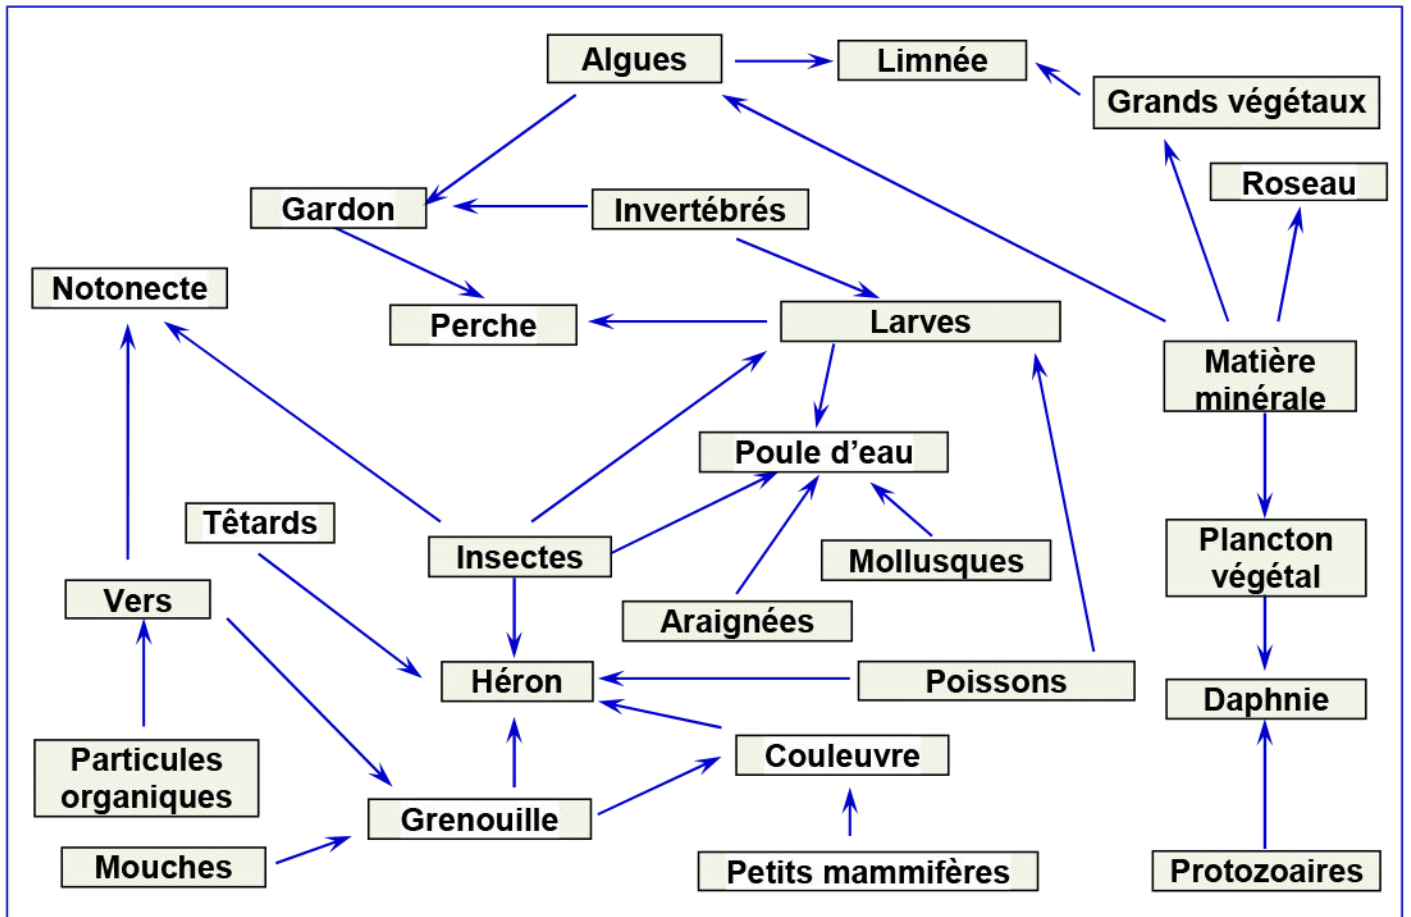 Algues
Limnée
Grands végétaux
Roseau
Gardon
Invertébrés
Notonecte
Perche
Larves
Matière
minérale
Poule d'eau
Têtards
Insectes
Mollusques
Plancton
végétal
Vers
Araignées
Héron
Poissons
Daphnie
Particules
organiques
Couleuvre
Grenouille
Mouches
Petits mammifères
Protozoaires